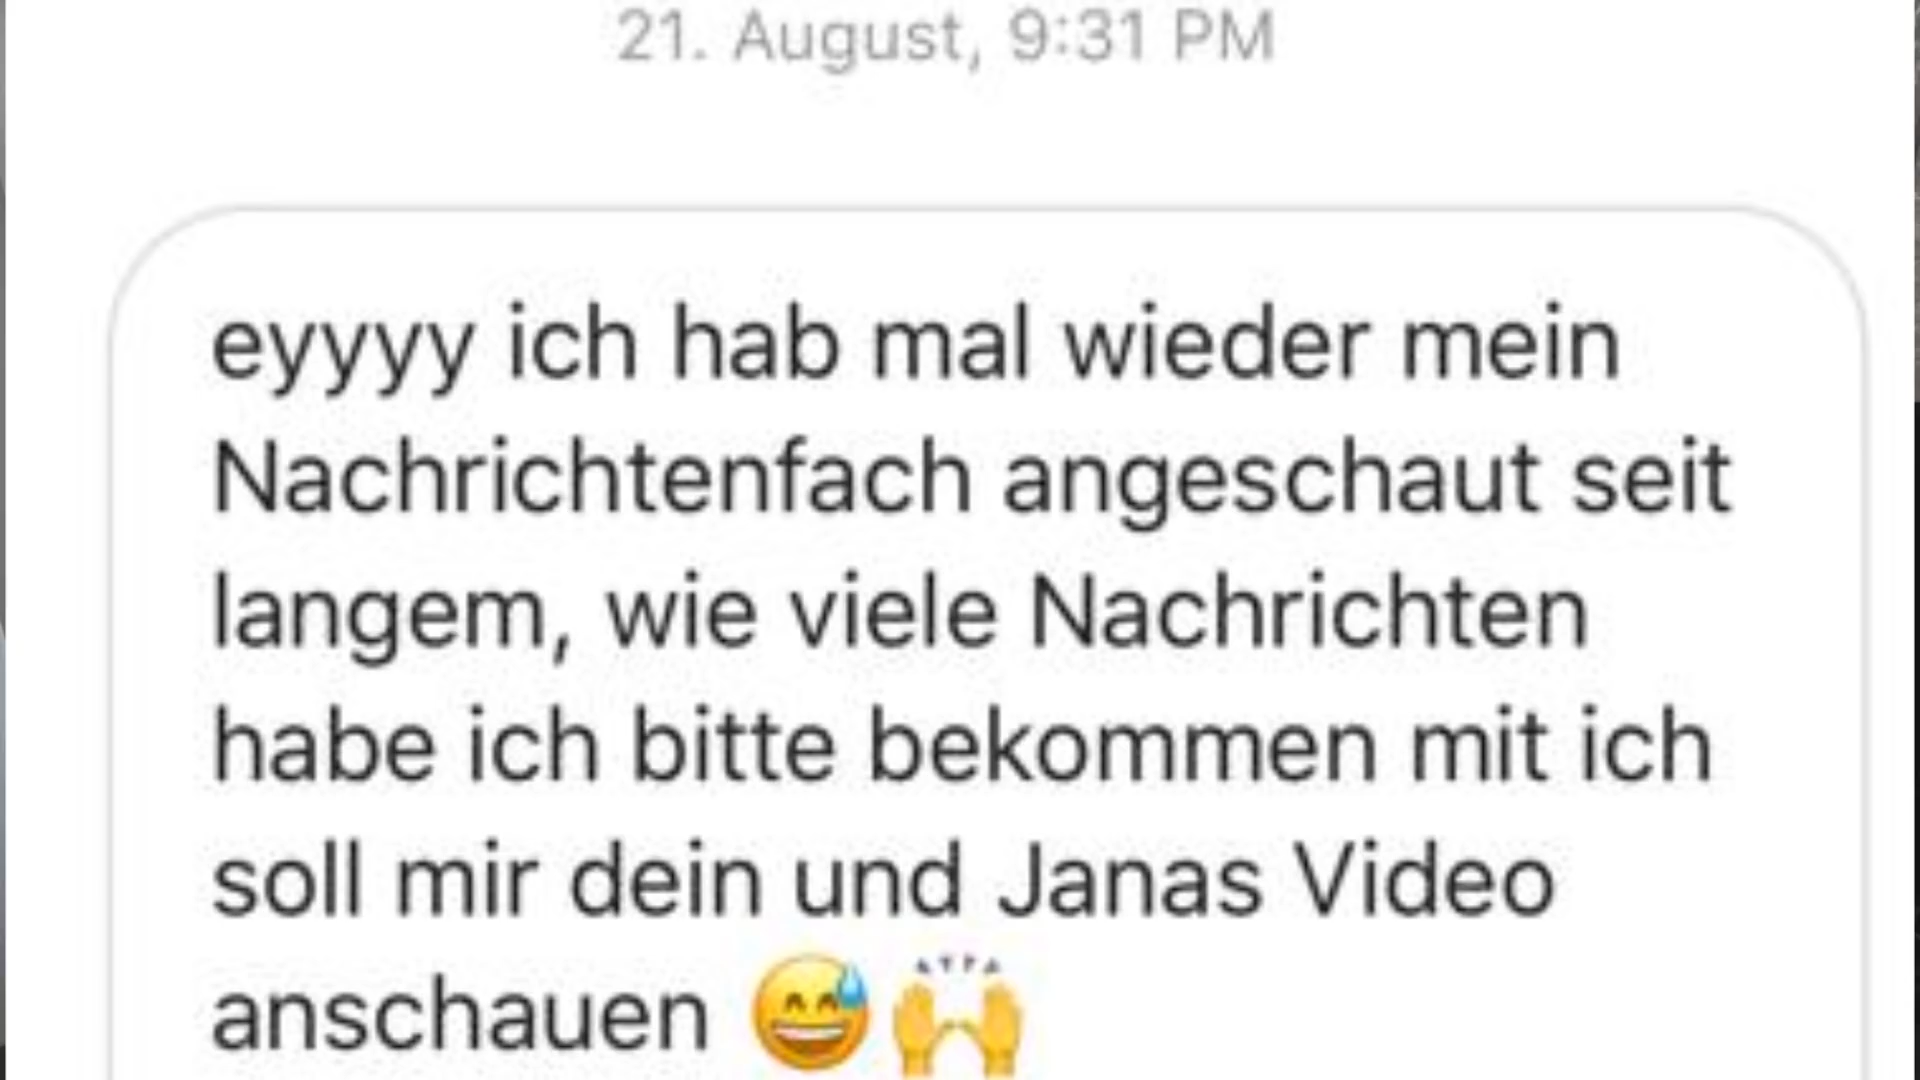 21. August, 9:31 PM
eyyyy ich hab mal wieder mein
Nachrichtenfach angeschaut seit
langem, wie viele Nachrichten
habe ich bitte bekommen mit ich
soll mir dein und Janas Video
anschauen 😅🙌